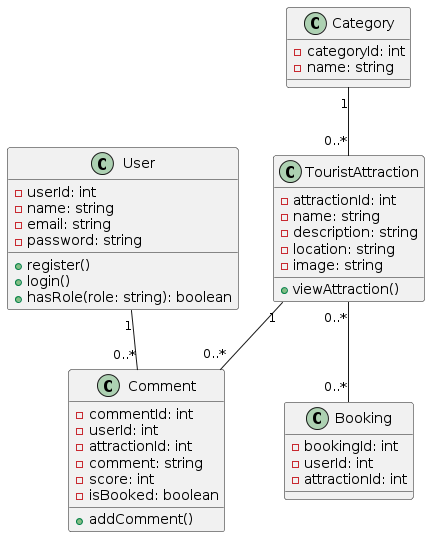 C Category
categoryId: int
name: string
1
0..*
C User
userId: int
name: string
email: string
password: string
register()
login()
hasRole(role: string): boolean
C TouristAttraction
attractionId: int
name: string
description: string
location: string
image: string
viewAttraction()
1
0..*
1
0..*
0..*
0..*
C Comment
commentId: int
userId: int
attractionId: int
comment: string
score: int
isBooked: boolean
addComment()
C Booking
bookingId: int
userId: int
attractionId: int